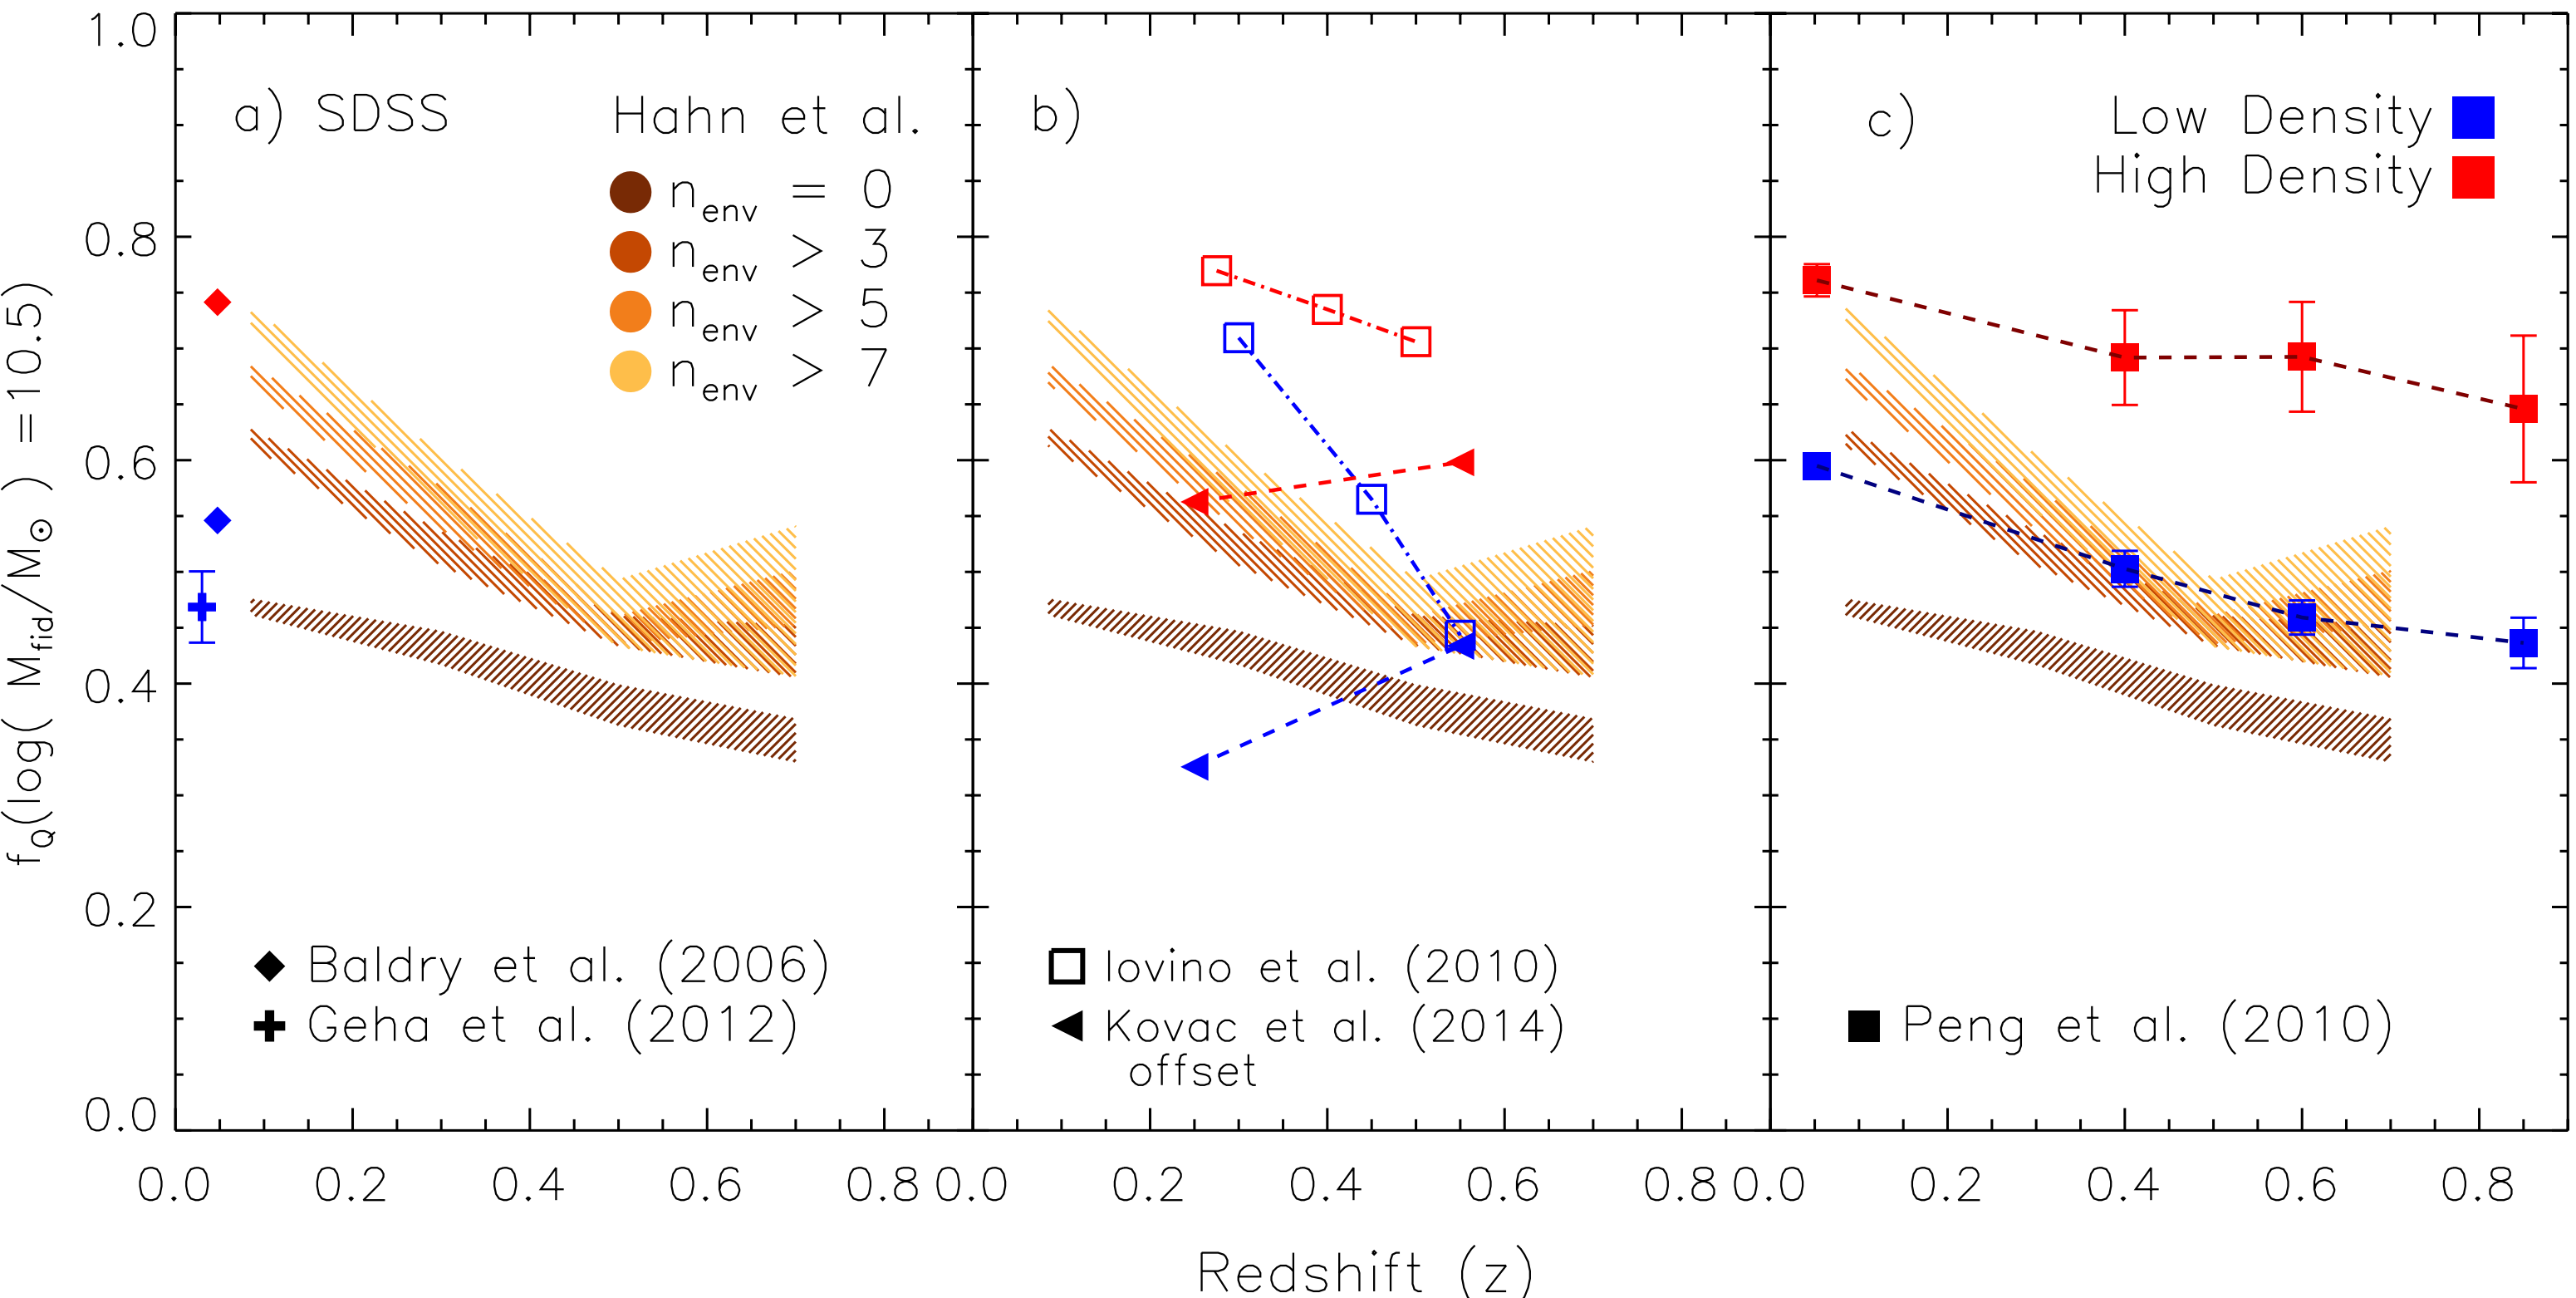 a) SDSS
Hahn et al.
n_env = 0
n_env > 3
n_env > 5
n_env > 7
b)
c)
Low Density
High Density
f_Q(log( M_fid/M_⊙ ) =10.5)
1.0
0.8
0.6
0.4
0.2
0.0
Baldry et al. (2006)
Geha et al. (2012)
Iovino et al. (2010)
Kovac et al. (2014)
offset
Peng et al. (2010)
0.0 0.2 0.4 0.6 0.8 0.0 0.2 0.4 0.6 0.8 0.0 0.2 0.4 0.6 0.8
Redshift (z)